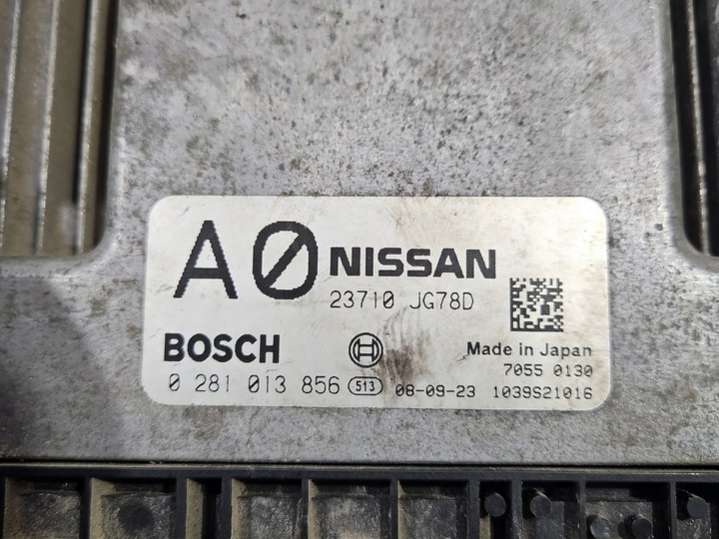 A0 NISSAN
23710 JG78D
BOSCH
Made in Japan
7055 0130
0 281 013 856 513 08-09-23 1039S21016